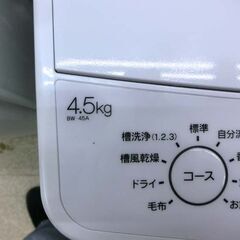 4.5kg
BW-45A
標準
槽洗浄(1.2.3)
自分流
槽風乾燥
ドライ
コース
毛布
お